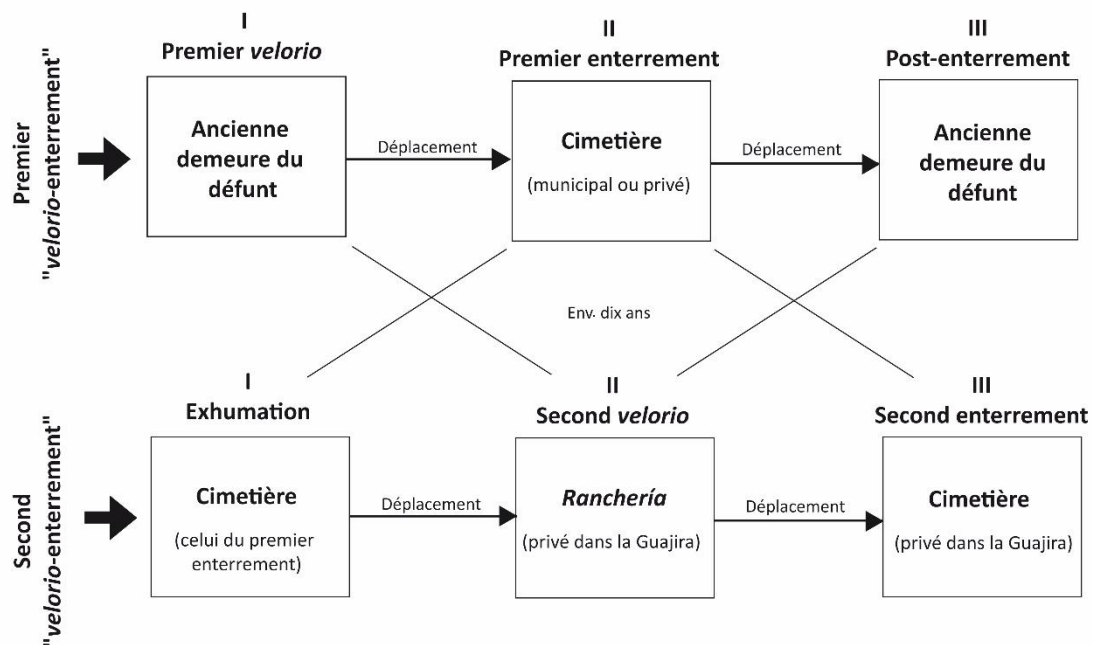 Premier
"velorio-enterrement"
I
Premier velorio
Ancienne
demeure du
défunt
Déplacement
II
Premier enterrement
Cimetière
(municipal ou privé)
Déplacement
III
Post-enterrement
Ancienne
demeure du
défunt
Env. dix ans
Second
"velorio-enterrement"
I
Exhumation
Cimetière
(celui du premier
enterrement)
Déplacement
II
Second velorio
Ranchería
(privé dans la Guajira)
Déplacement
III
Second enterrement
Cimetière
(privé dans la Guajira)